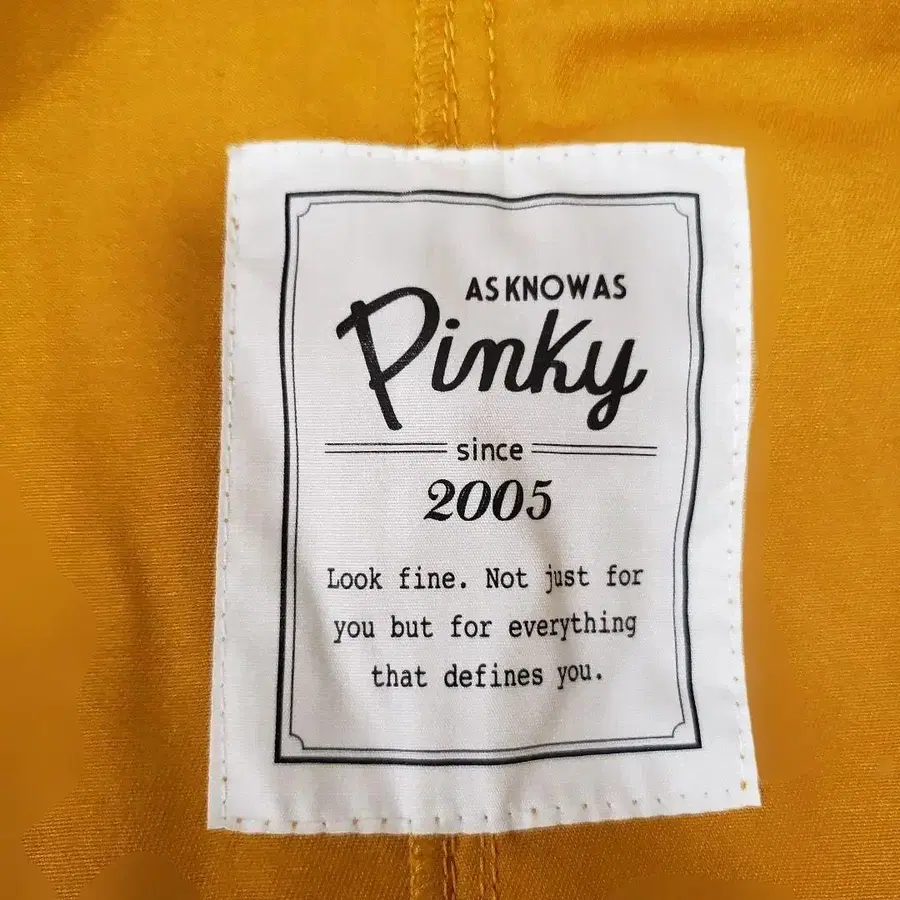 AS KNOW AS
Pinky
since
2005
Look fine. Not just for
you but for everything
that defines you.